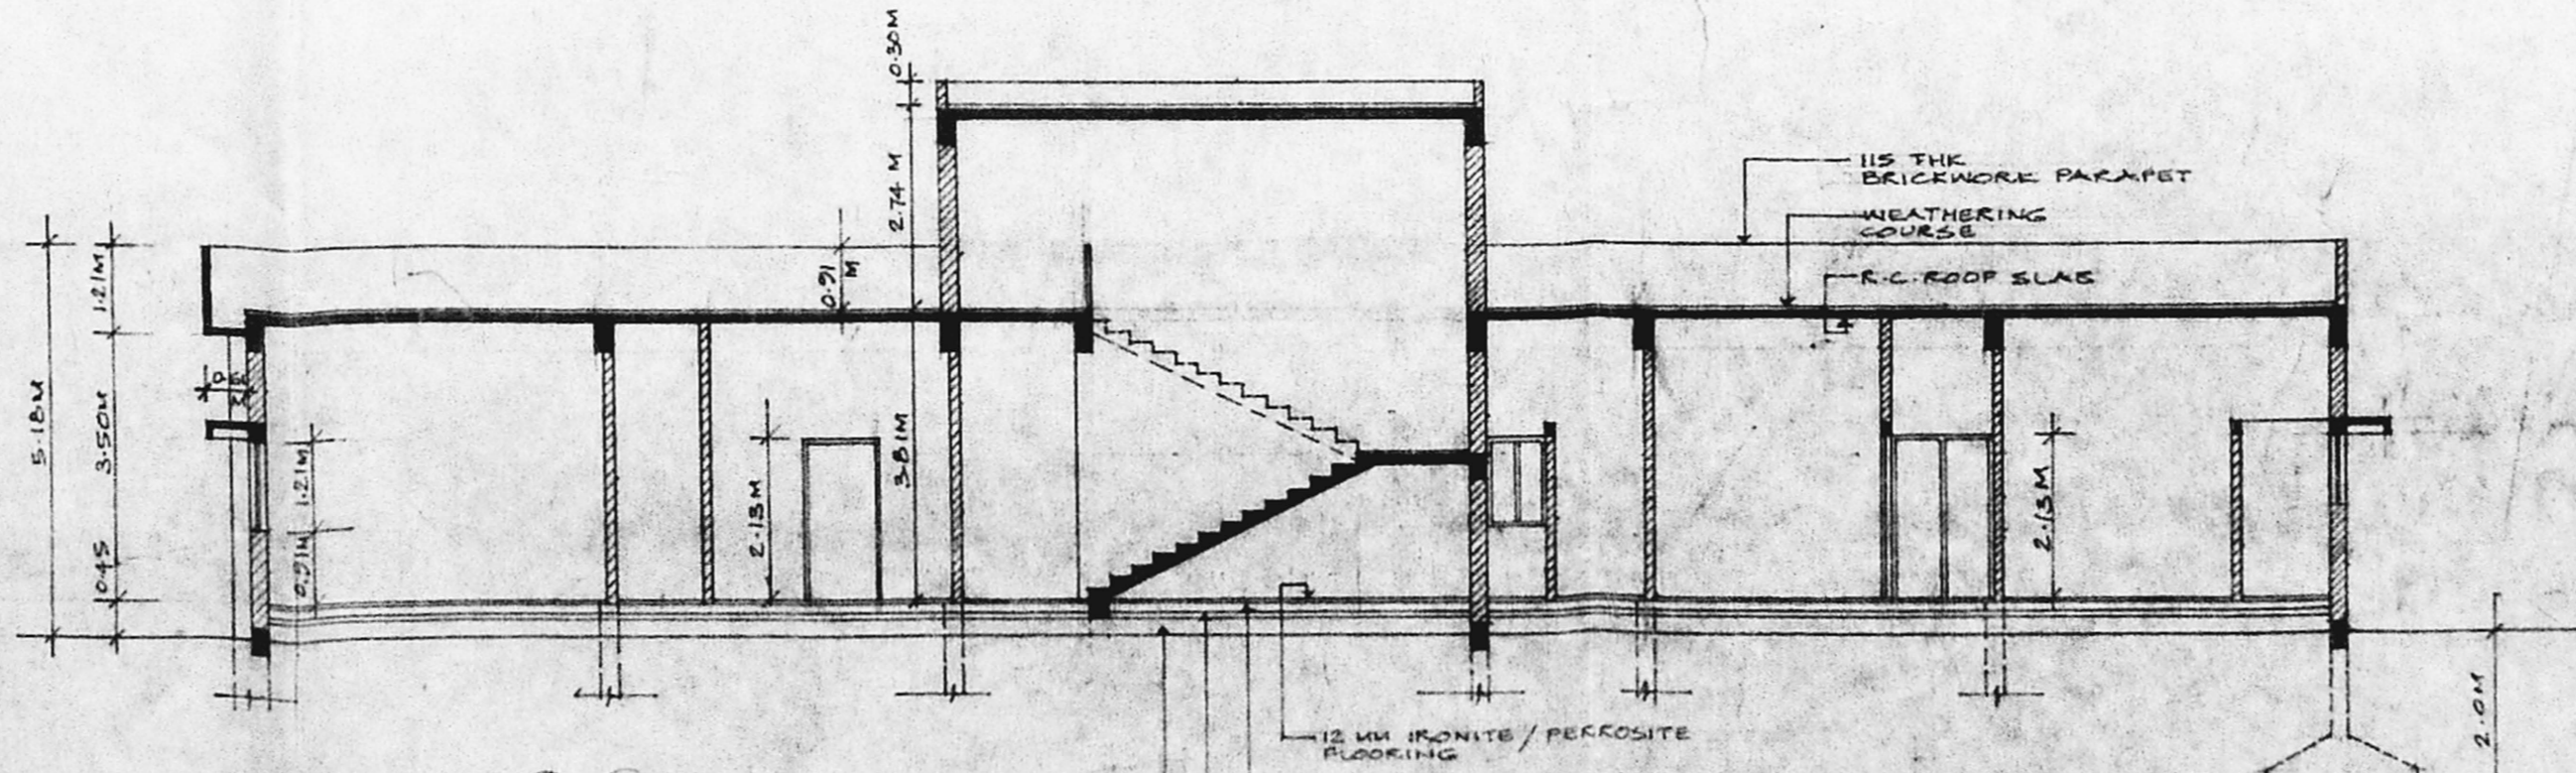 0.30M
2.74 M
115 THK
BRICKWORK PARAPET
WEATHERING
COURSE
R.C. ROOF SLAB
1.21M
0.91
M
5.18M
3.50M
0.45
1.21M
0.91M
2.13M
3.81M
2.13M
2.0M
12 MM IRONITE / FERROSITE
FLOORING